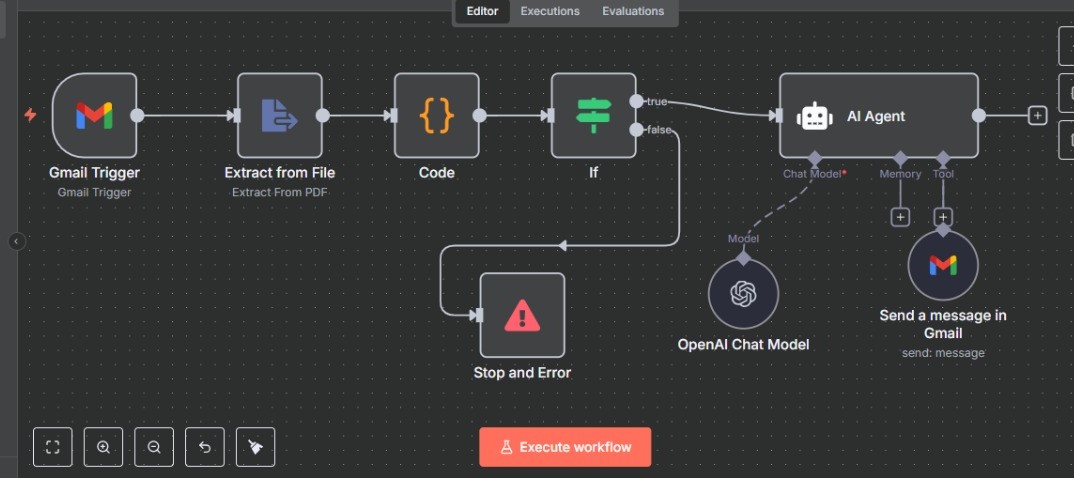 Editor Executions Evaluations
true
false
AI Agent
Gmail Trigger
Gmail Trigger
Extract from File
Extract From PDF
Code
If
Chat Model*
Memory
Tool
Model
OpenAI Chat Model
Send a message in
Gmail
send: message
Stop and Error
Execute workflow